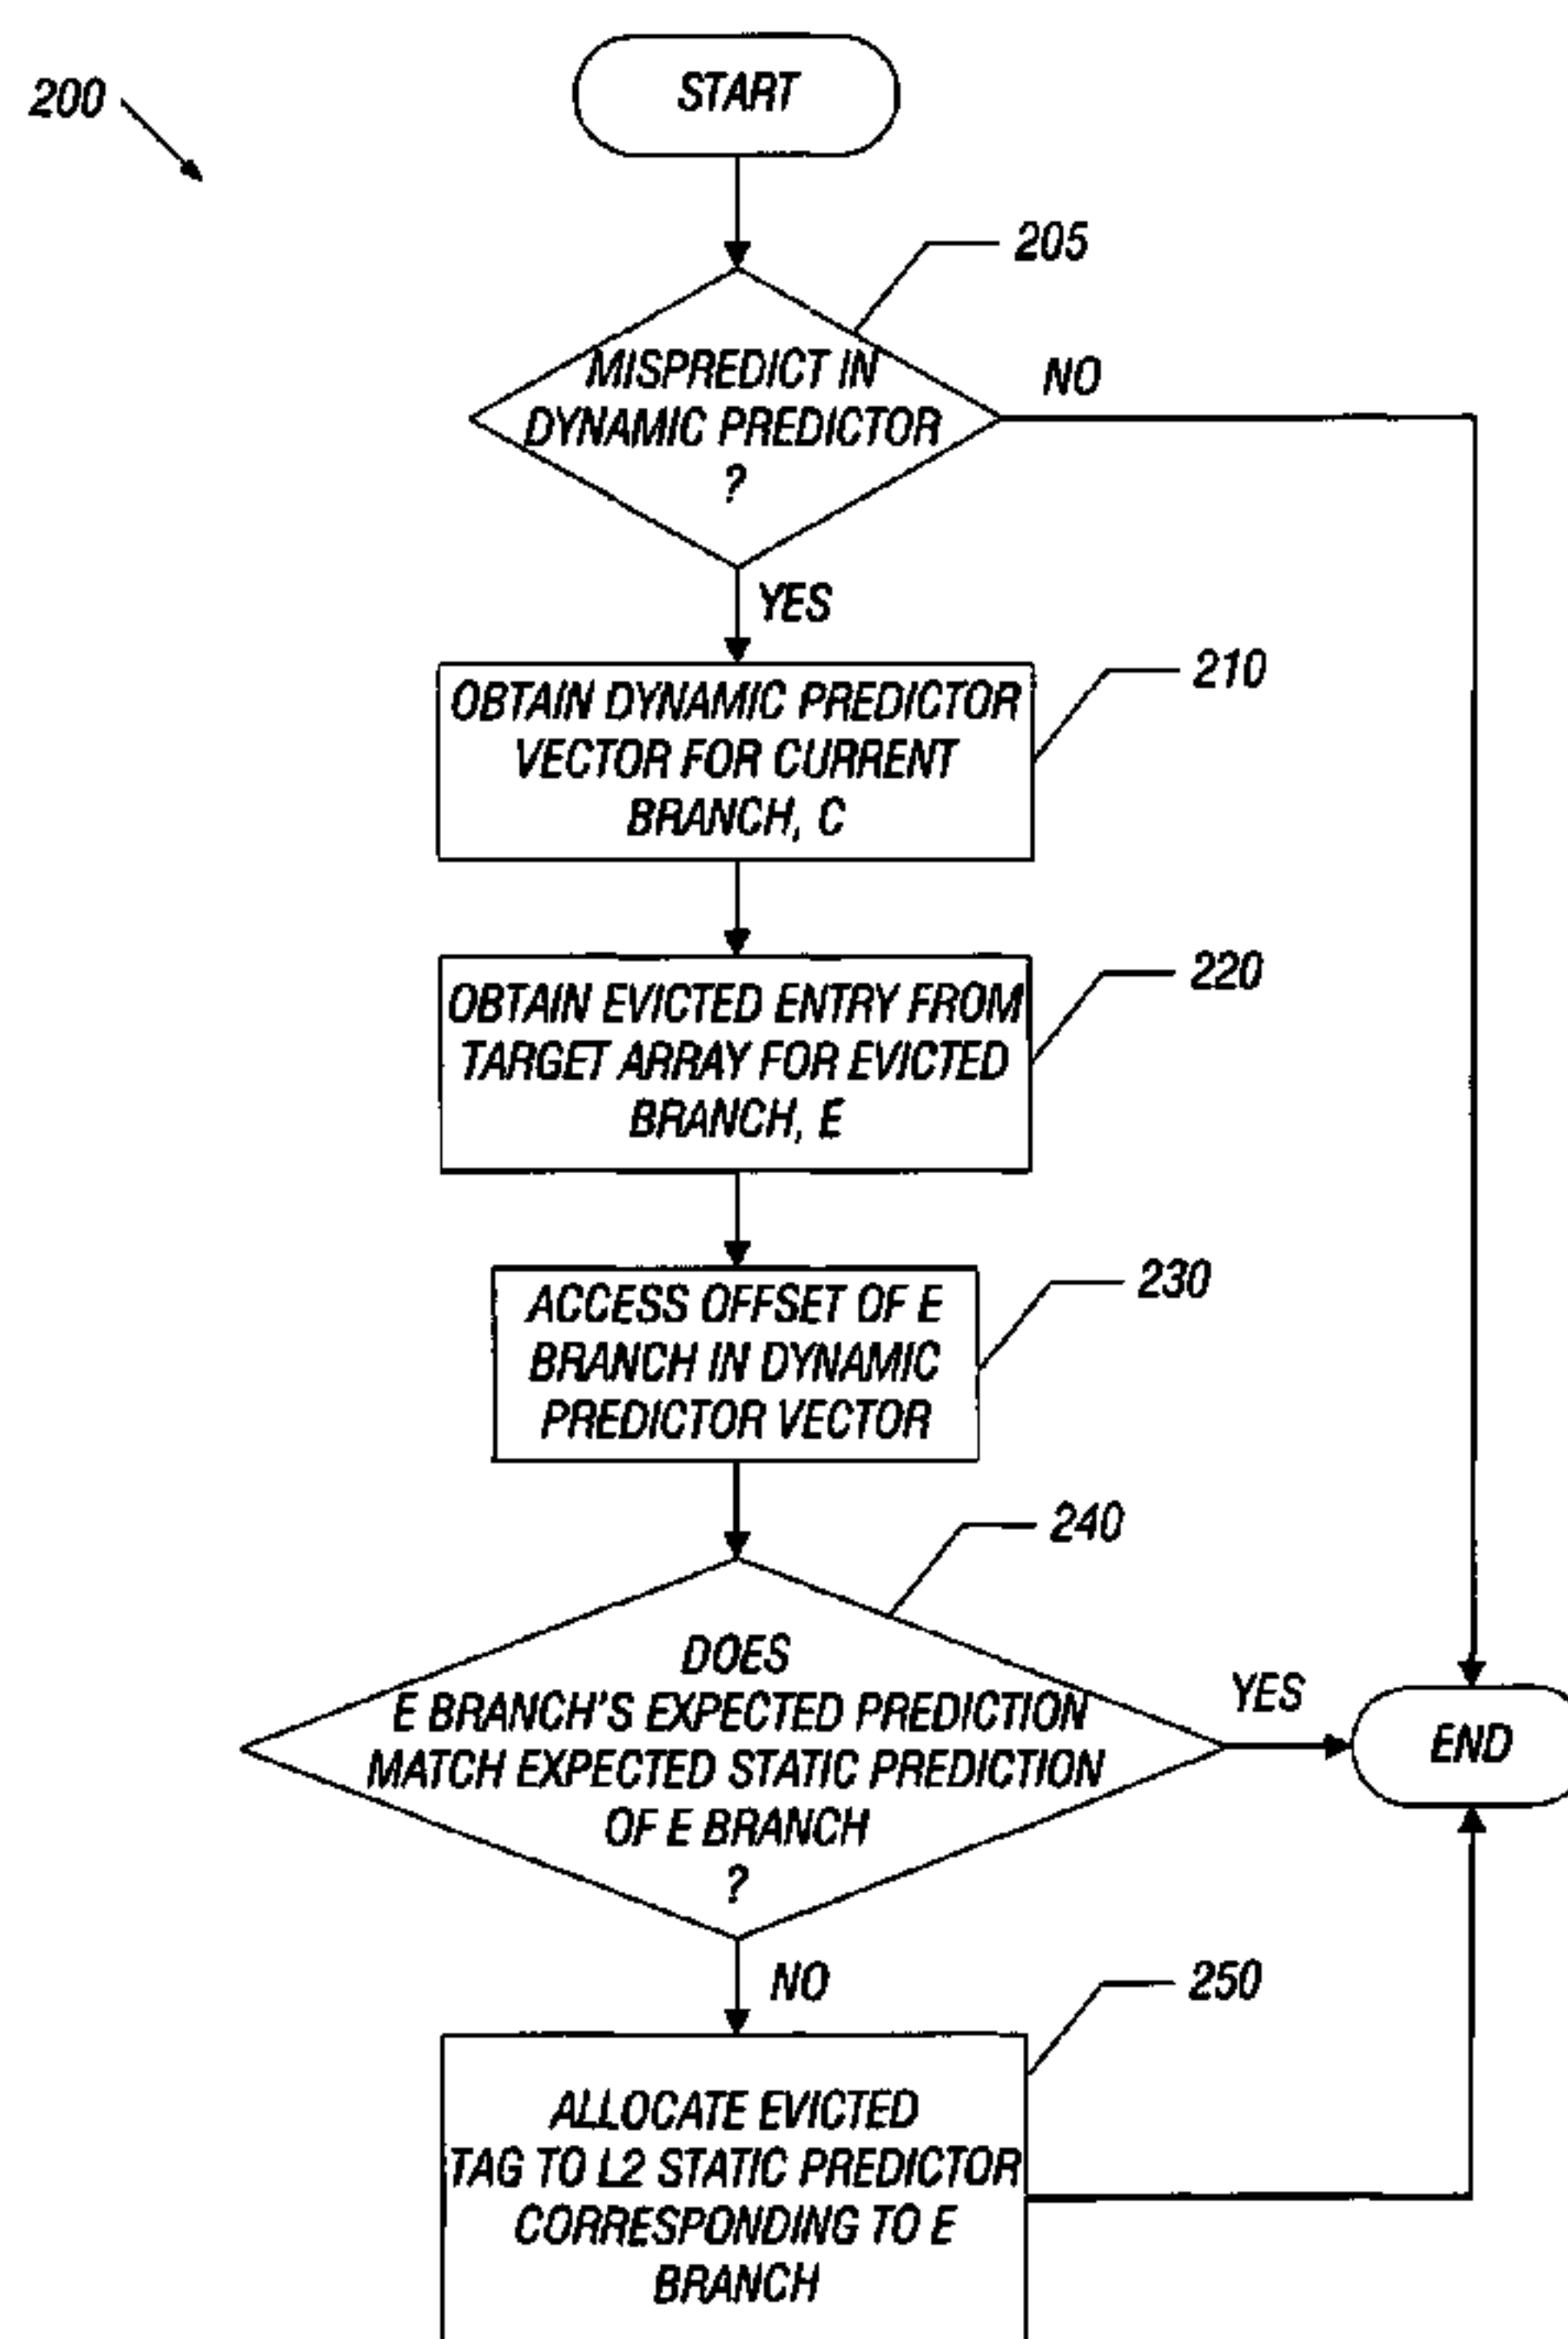 200
START
205
MISPREDICT IN
DYNAMIC PREDICTOR
?
NO
YES
210
OBTAIN DYNAMIC PREDICTOR
VECTOR FOR CURRENT
BRANCH, C
220
OBTAIN EVICTED ENTRY FROM
TARGET ARRAY FOR EVICTED
BRANCH, E
230
ACCESS OFFSET OF E
BRANCH IN DYNAMIC
PREDICTOR VECTOR
240
DOES
E BRANCH'S EXPECTED PREDICTION
MATCH EXPECTED STATIC PREDICTION
OF E BRANCH
?
YES
END
NO
250
ALLOCATE EVICTED
TAG TO L2 STATIC PREDICTOR
CORRESPONDING TO E
BRANCH